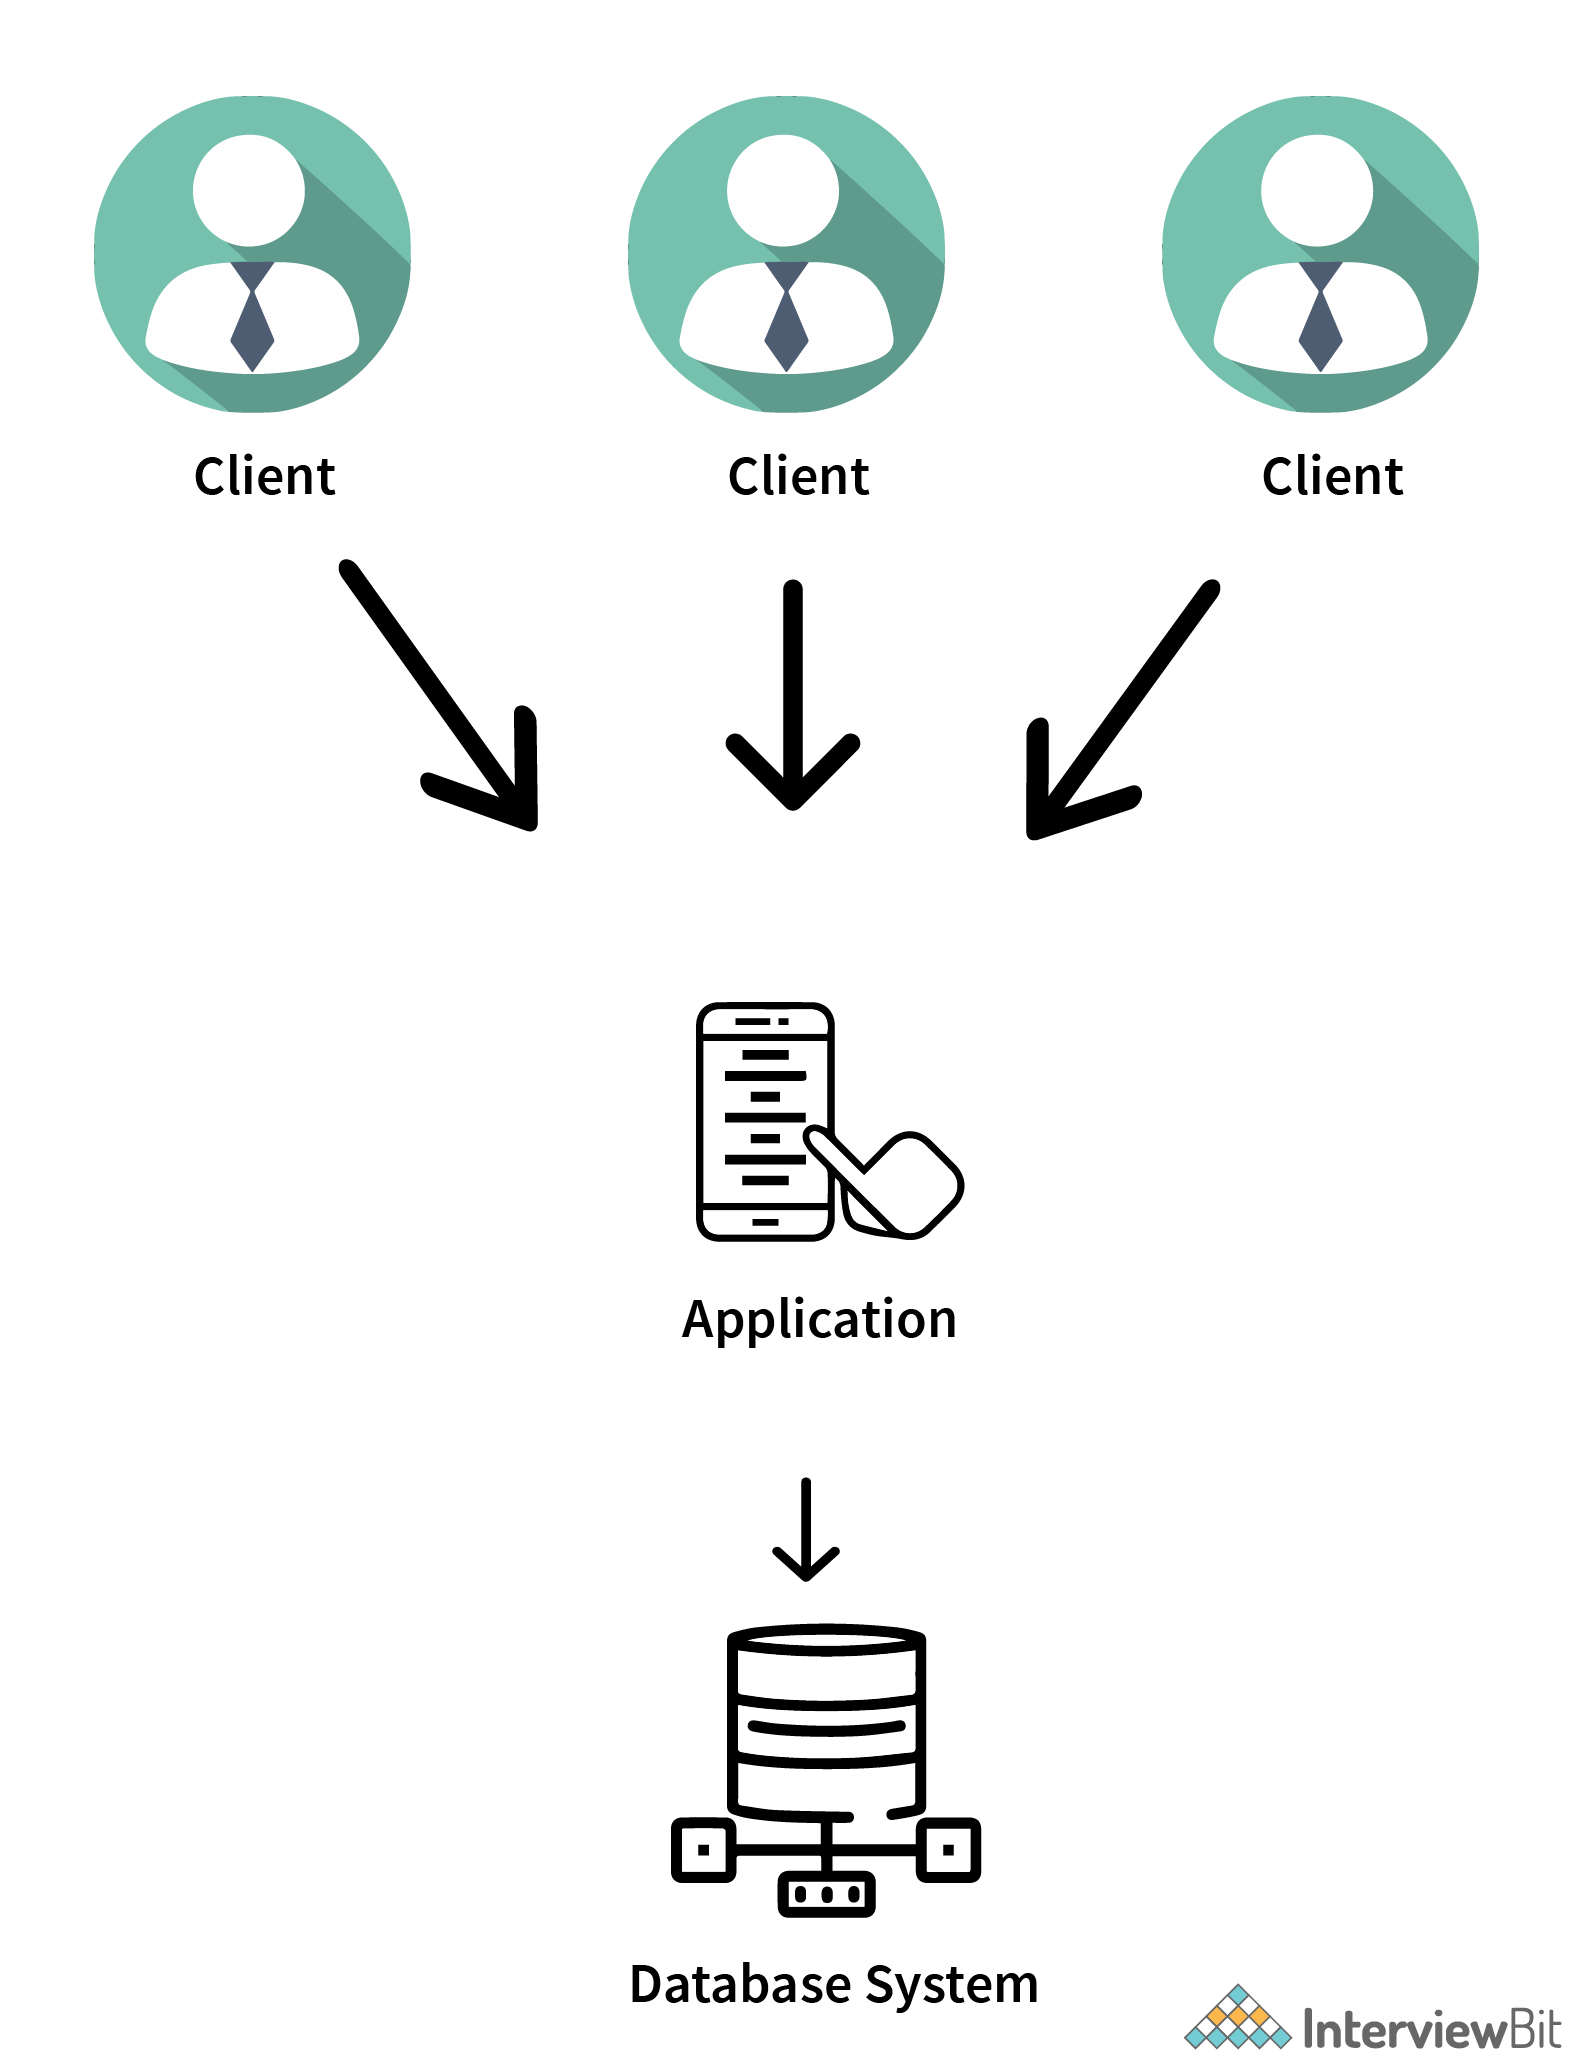 Client
Client
Client
Application
Database System
InterviewBit